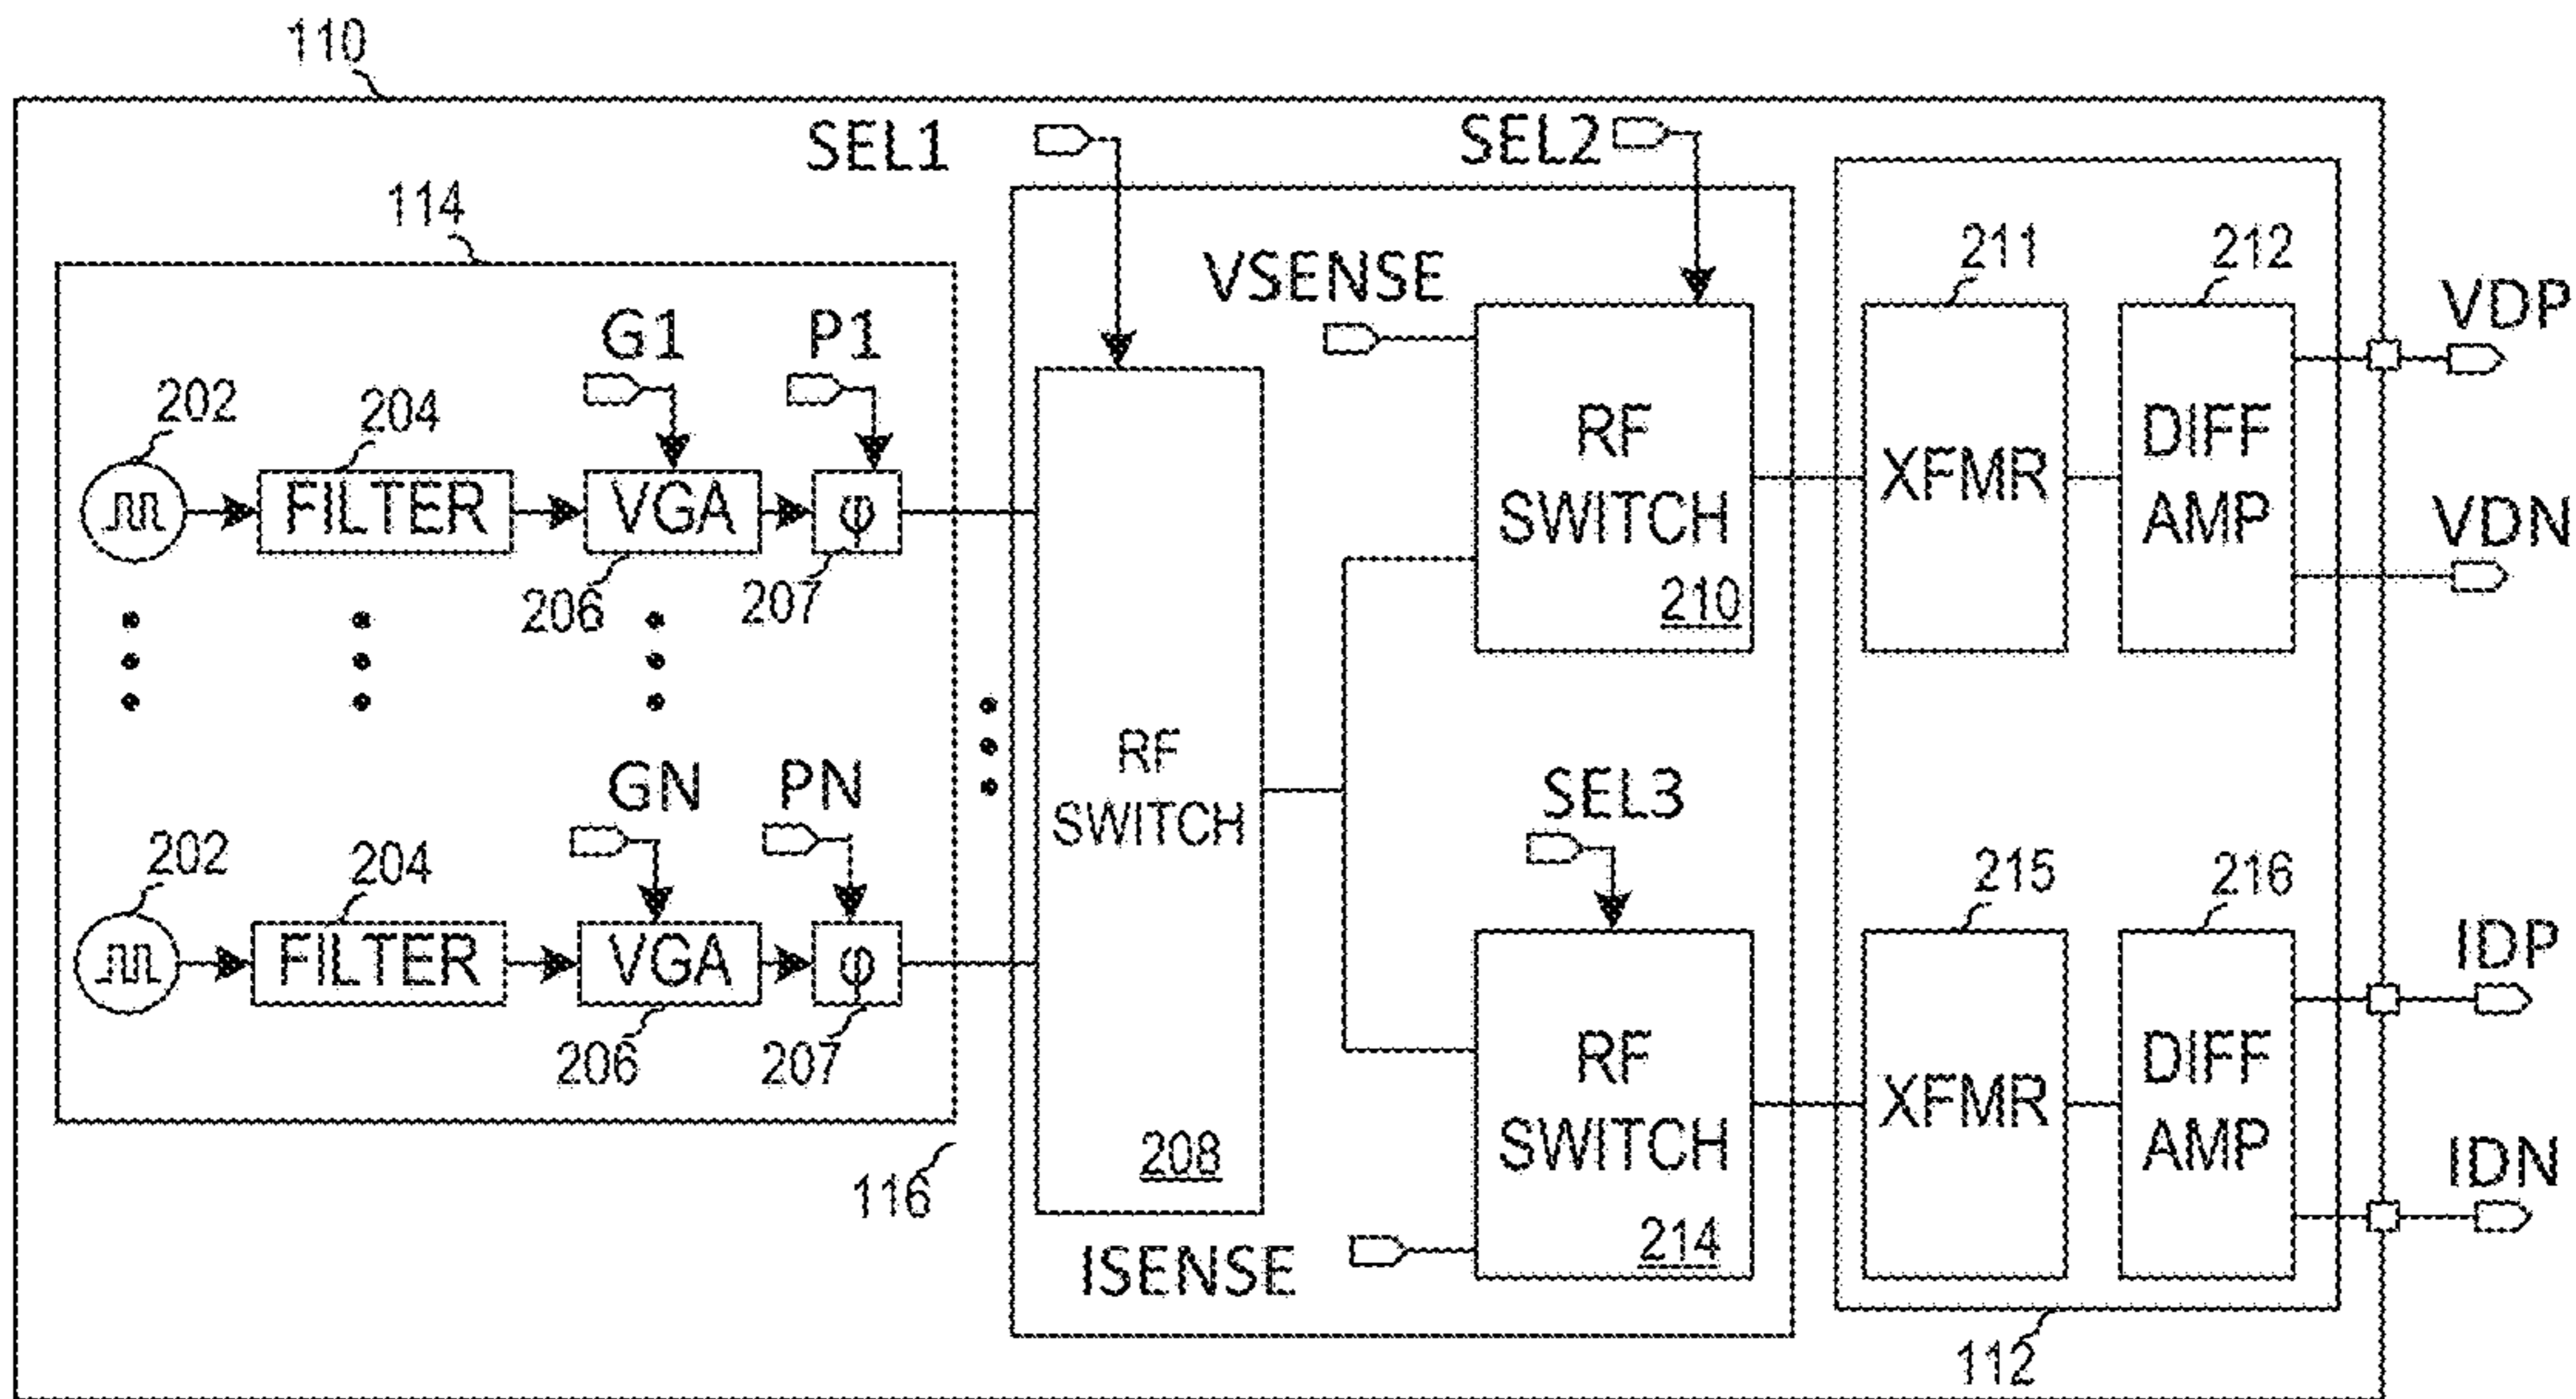 110
SEL1
SEL2
114
211
212
VSENSE
VDP
G1
P1
202
204
RF
SWITCH
210
XFMR
DIFF
AMP
FILTER
VGA
φ
VDN
206
207
RF
SWITCH
208
GN
PN
SEL3
202
204
215
216
IDP
FILTER
VGA
φ
RF
SWITCH
214
XFMR
DIFF
AMP
206
207
IDN
116
ISENSE
112